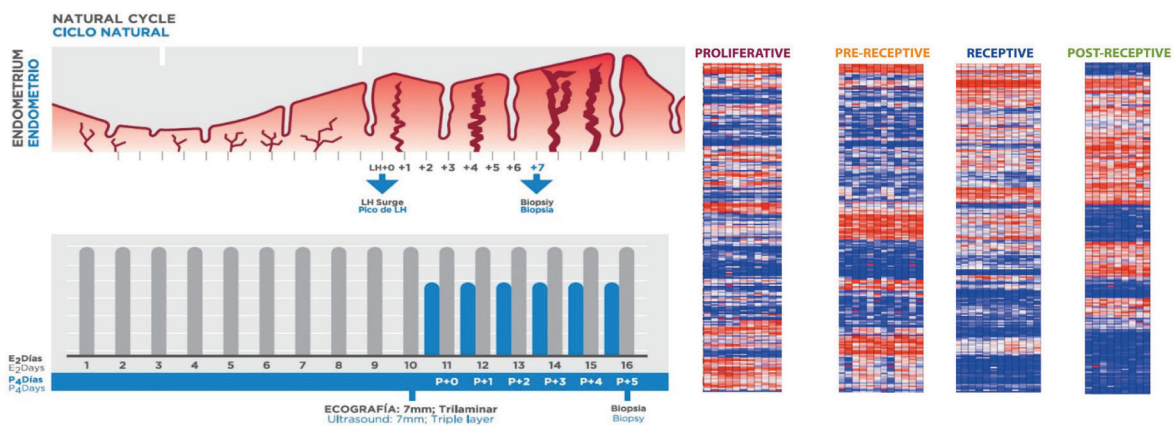 NATURAL CYCLE
CICLO NATURAL
ENDOMETRIUM
ENDOMETRIO
LH+0 +1 +2 +3 +4 +5 +6 +7
LH Surge
Pico de LH
Biopsiy
Biopsia
E2Días
E2Days
1 2 3 4 5 6 7 8 9 10 11 12 13 14 15 16
P4Días
P4Days
P+0 P+1 P+2 P+3 P+4 P+5
ECOGRAFÍA: 7mm; Trilaminar
Ultrasound: 7mm; Triple layer
Biopsia
Biopsy
PROLIFERATIVE PRE-RECEPTIVE RECEPTIVE POST-RECEPTIVE